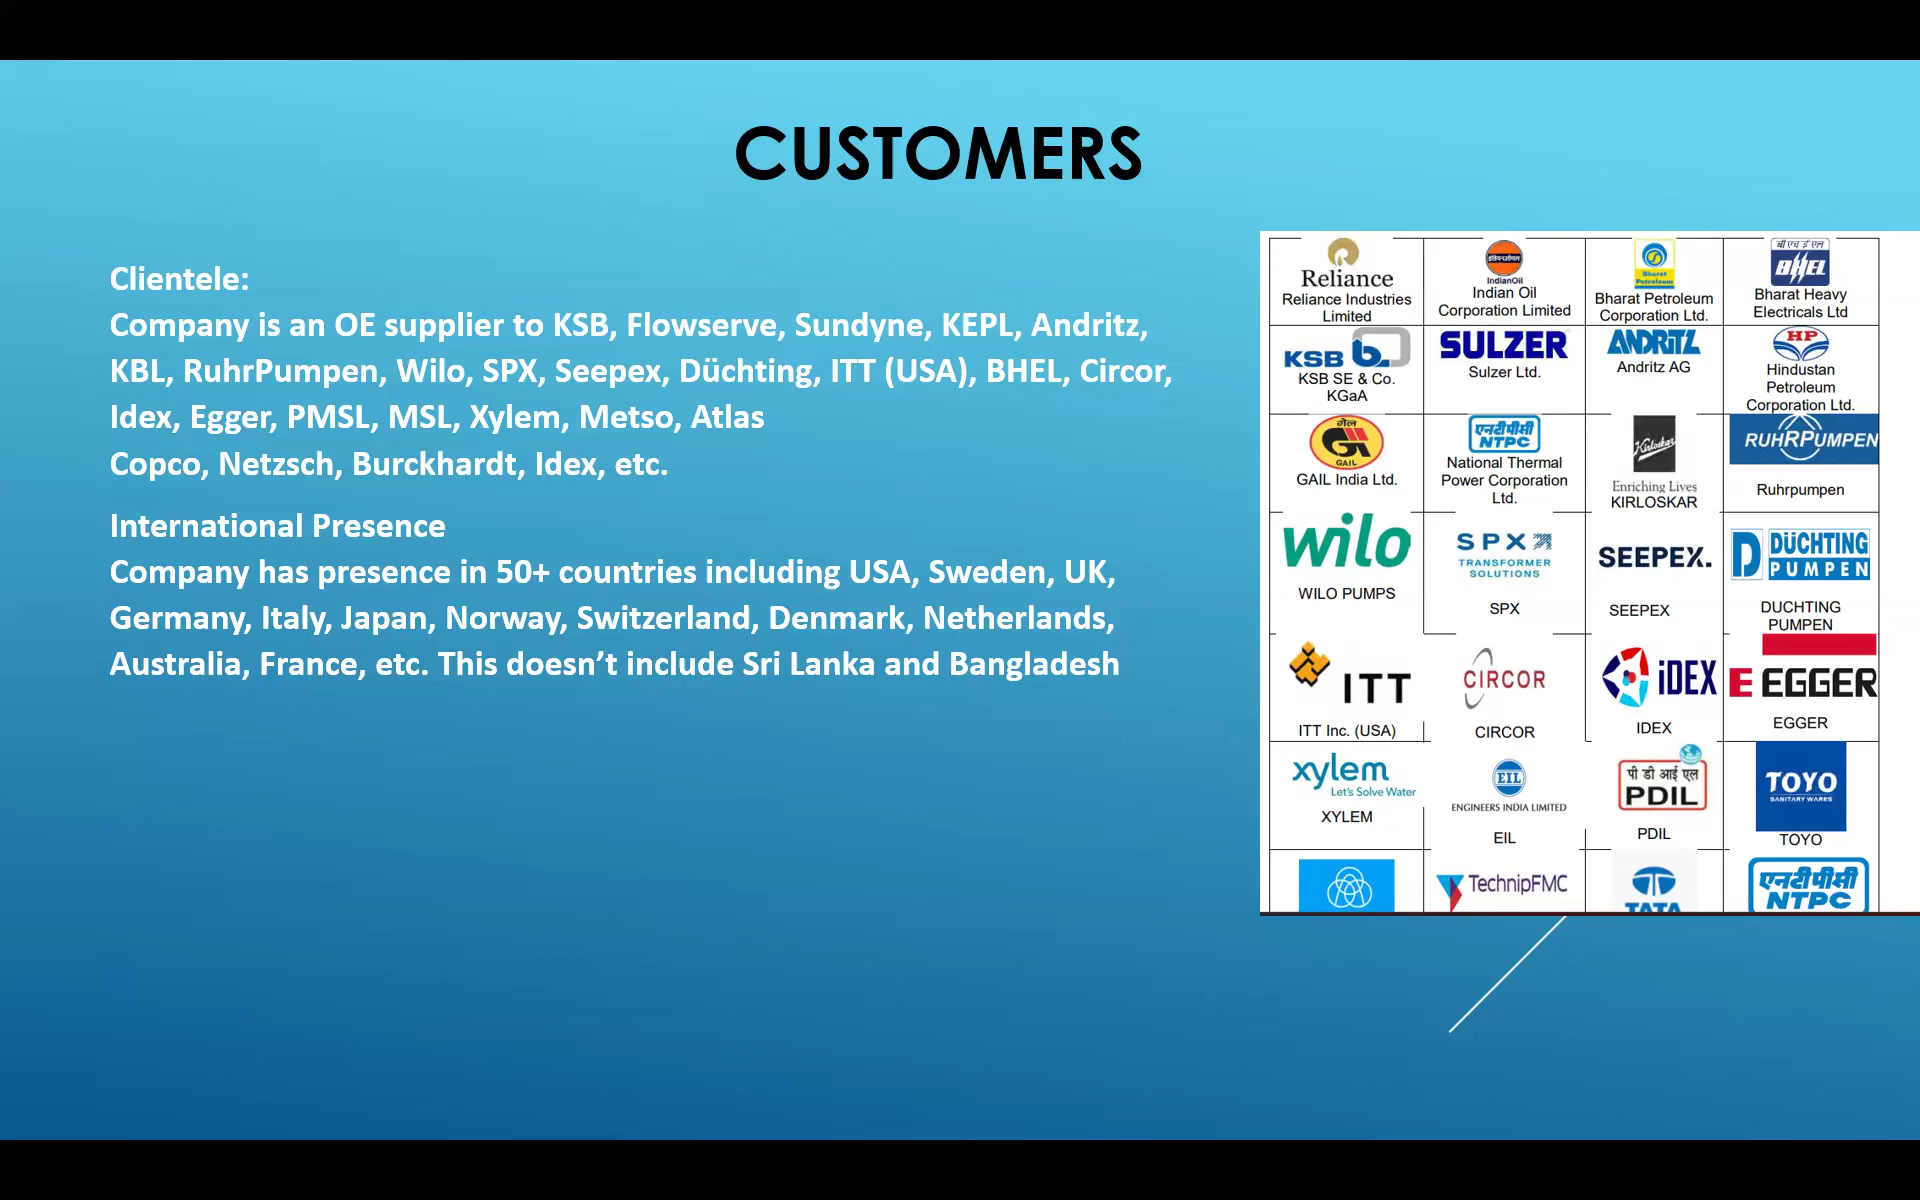 CUSTOMERS
Clientele:
Company is an OE supplier to KSB, Flowserve, Sundyne, KEPL, Andritz,
KBL, RuhrPumpen, Wilo, SPX, Seepex, Düchting, ITT (USA), BHEL, Circor,
Idex, Egger, PMSL, MSL, Xylem, Metso, Atlas
Copco, Netzsch, Burckhardt, Idex, etc.
International Presence
Company has presence in 50+ countries including USA, Sweden, UK,
Germany, Italy, Japan, Norway, Switzerland, Denmark, Netherlands,
Australia, France, etc. This doesn’t include Sri Lanka and Bangladesh
Reliance
Reliance Industries
Limited
इंडियनऑयल
IndianOil
Indian Oil
Corporation Limited
Bharat
Petroleum
Bharat Petroleum
Corporation Ltd.
बी एच ई एल
BHEL
Bharat Heavy
Electricals Ltd
KSB
KSB SE & Co.
KGaA
SULZER
Sulzer Ltd.
ANDRITZ
Andritz AG
HP
Hindustan
Petroleum
Corporation Ltd.
गेल
GAIL
GAIL India Ltd.
एनटीपीसी
NTPC
National Thermal
Power Corporation
Ltd.
Kirloskar
Enriching Lives
KIRLOSKAR
RUHRPUMPEN
Ruhrpumpen
wilo
WILO PUMPS
SPX
TRANSFORMER
SOLUTIONS
SPX
SEEPEX.
SEEPEX
D DÜCHTING
PUMPEN
DUCHTING
PUMPEN
ITT
ITT Inc. (USA)
CIRCOR
CIRCOR
IDEX
IDEX
E EGGER
EGGER
xylem
Let's Solve Water
XYLEM
EIL
ENGINEERS INDIA LIMITED
EIL
पी डी आई एल
PDIL
PDIL
TOYO
SANITARY WARES
TOYO
TechnipFMC
TATA
एनटीपीसी
NTPC